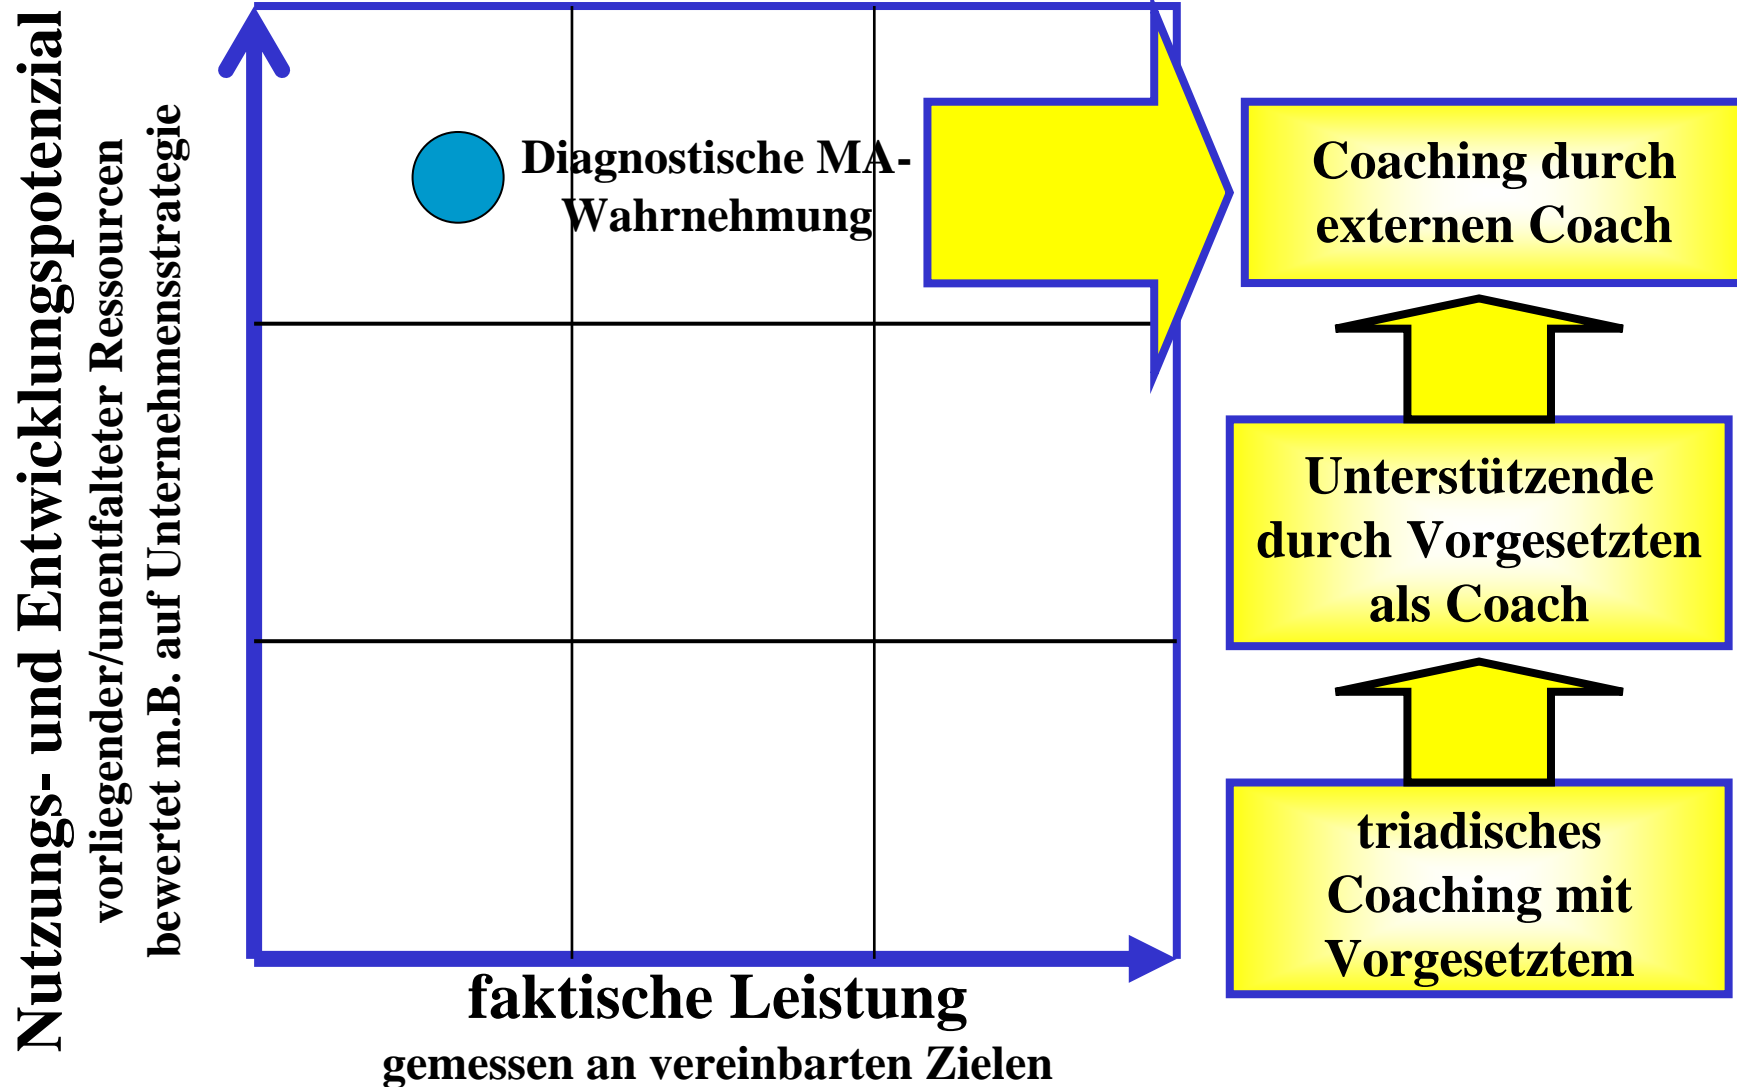 Nutzungs- und Entwicklungspotenzial
vorliegender/unentfalteter Ressourcen
bewertet m.B. auf Unternehmensstrategie
Diagnostische MA-
Wahrnehmung
Coaching durch
externen Coach
Unterstützende
durch Vorgesetzten
als Coach
triadisches
Coaching mit
Vorgesetztem
faktische Leistung
gemessen an vereinbarten Zielen